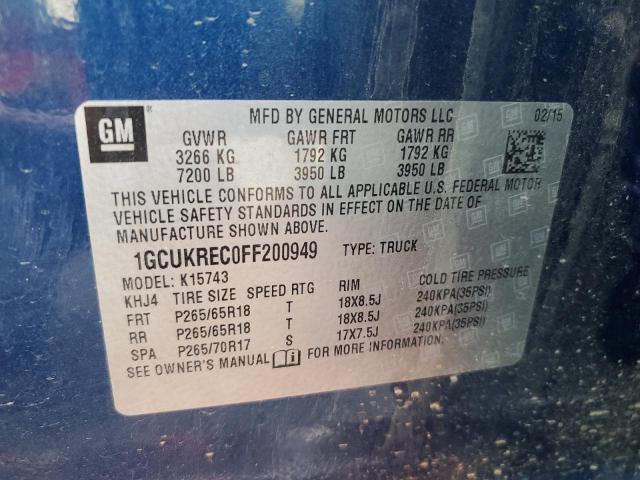 GM
MFD BY GENERAL MOTORS LLC 02/15
GVWR GAWR FRT GAWR RR
3266 KG 1792 KG 1792 KG
7200 LB 3950 LB 3950 LB
THIS VEHICLE CONFORMS TO ALL APPLICABLE U.S. FEDERAL MOTOR
VEHICLE SAFETY STANDARDS IN EFFECT ON THE DATE OF
MANUFACTURE SHOWN ABOVE.
1GCUKREC0FF200949 TYPE: TRUCK
MODEL: K15743
KHJ4 TIRE SIZE SPEED RTG RIM COLD TIRE PRESSURE
FRT P265/65R18 T 18X8.5J 240KPA(35PSI)
RR P265/65R18 T 18X8.5J 240KPA(35PSI)
SPA P265/70R17 S 17X7.5J 240KPA(35PSI)
SEE OWNER'S MANUAL FOR MORE INFORMATION.